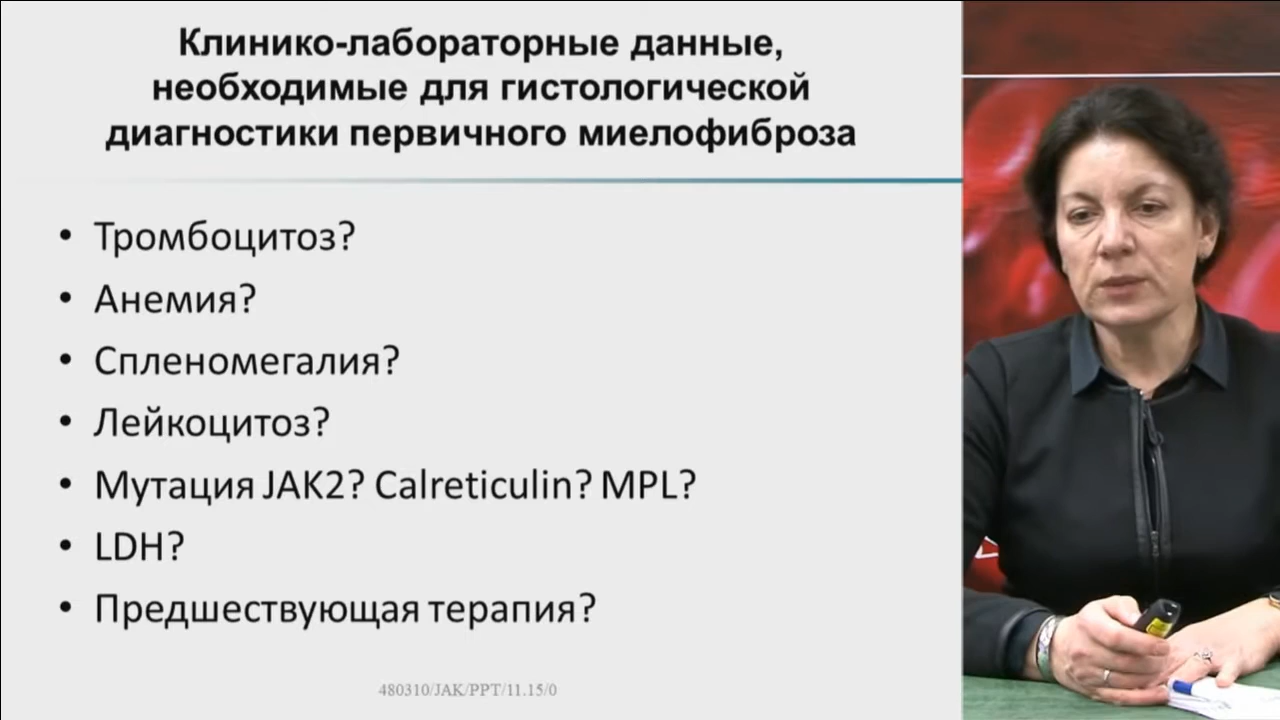 Клинико-лабораторные данные,
необходимые для гистологической
диагностики первичного миелофиброза
• Тромбоцитоз?
• Анемия?
• Спленомегалия?
• Лейкоцитоз?
• Мутация JAK2? Calreticulin? MPL?
• LDH?
• Предшествующая терапия?
480310/JAK/PPT/11.15/0